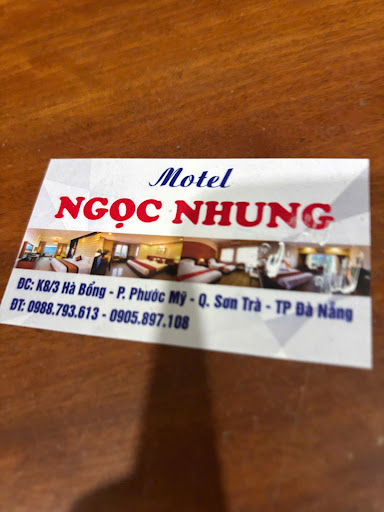 Motel
NGỌC NHUNG
ĐC: K8/3 Hà Bổng - P. Phước Mỹ - Q. Sơn Trà - TP Đà Nẵng
ĐT: 0988.793.613 - 0905.897.108